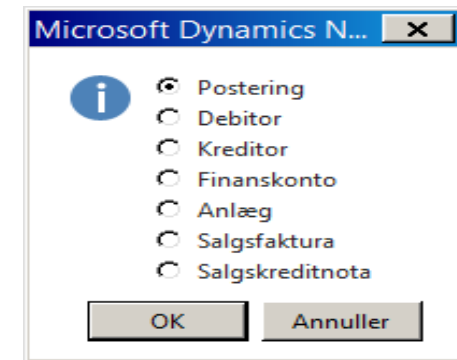 Microsoft Dynamics N...
Postering
Debitor
Kreditor
Finanskonto
Anlæg
Salgsfaktura
Salgskreditnota
OK Annuller